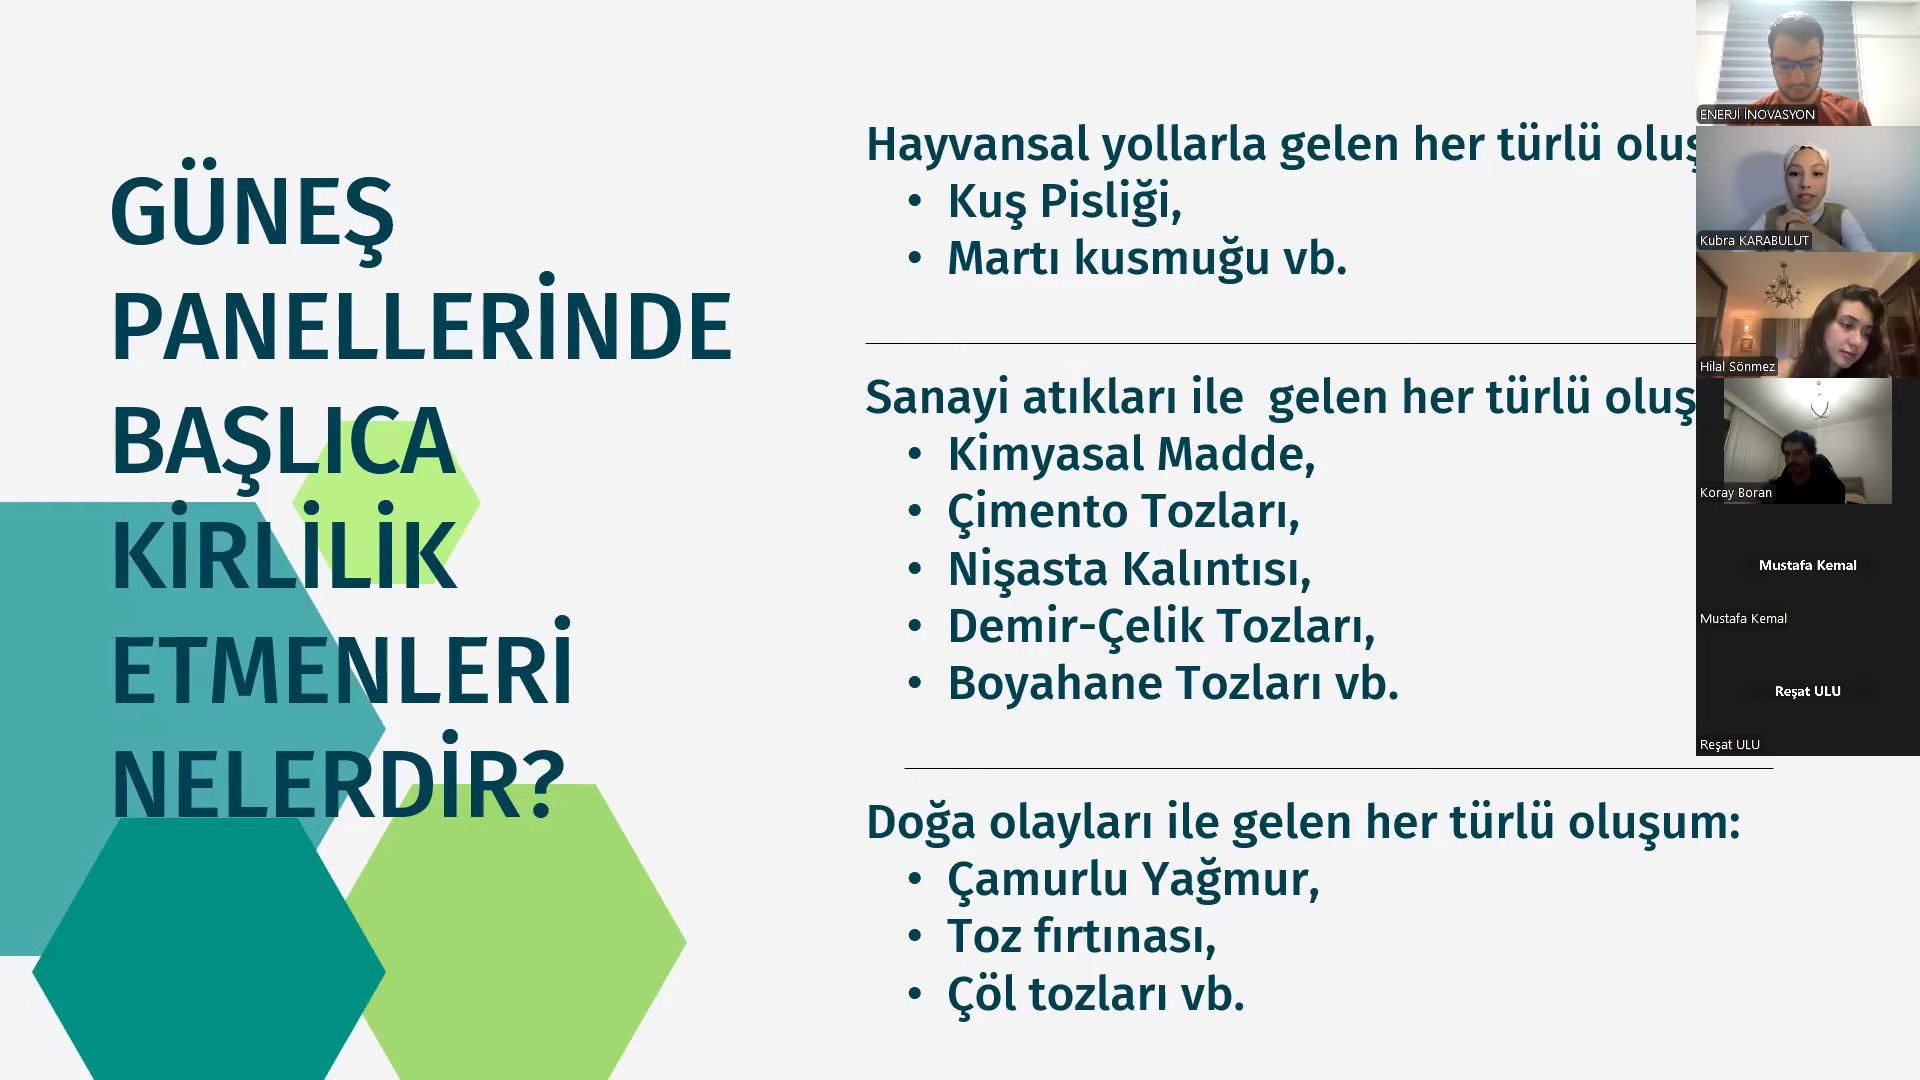 GÜNEŞ
PANELLERİNDE
BAŞLICA
KİRLİLİK
ETMENLERİ
NELERDİR?
Hayvansal yollarla gelen her türlü oluş
• Kuş Pisliği,
• Martı kusmuğu vb.
Sanayi atıkları ile gelen her türlü oluş
• Kimyasal Madde,
• Çimento Tozları,
• Nişasta Kalıntısı,
• Demir-Çelik Tozları,
• Boyahane Tozları vb.
Doğa olayları ile gelen her türlü oluşum:
• Çamurlu Yağmur,
• Toz fırtınası,
• Çöl tozları vb.
ENERJİ İNOVASYON
Kubra KARABULUT
Hilal Sönmez
Koray Boran
Mustafa Kemal
Mustafa Kemal
Reşat ULU
Reşat ULU